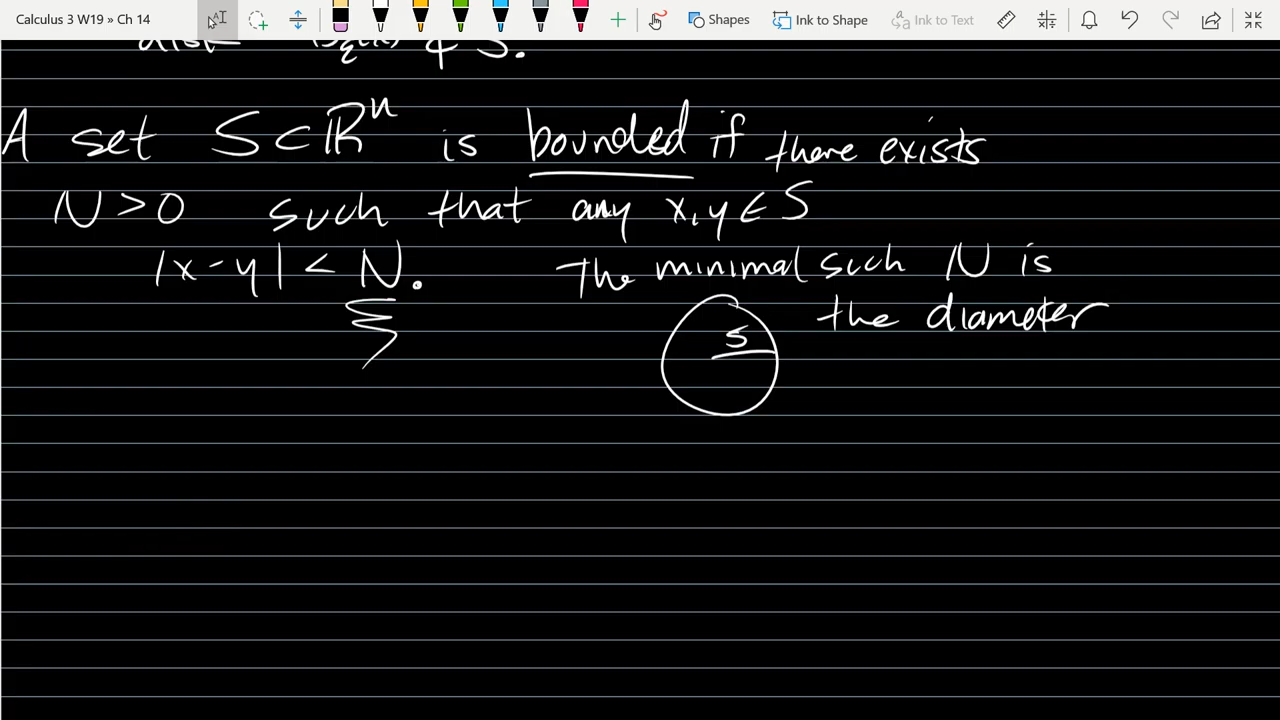 Calculus 3 W19 » Ch 14
Shapes
Ink to Shape
Ink to Text
A set S⊂ℝⁿ is bounded if there exists
N > 0 such that any x, y ∈ S
|x - y| < N. The minimal such N is
the diameter
5